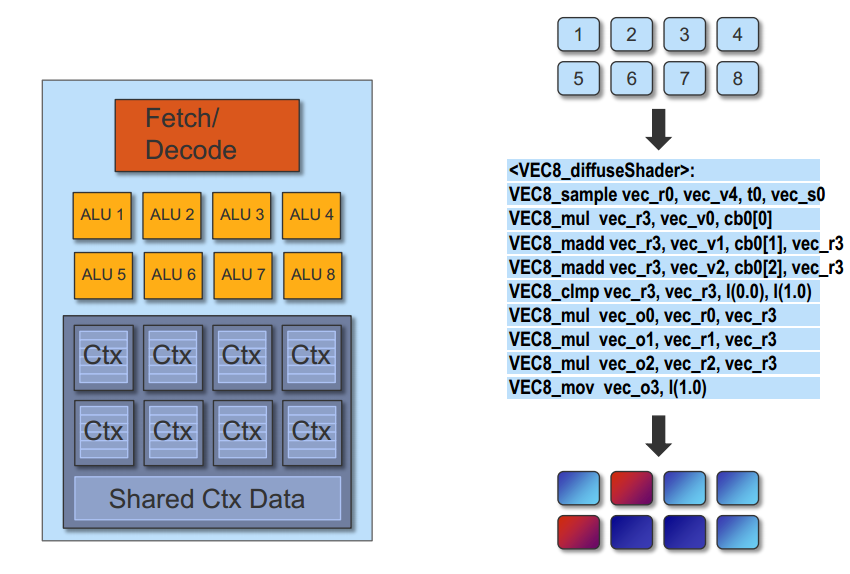 Fetch/
Decode
ALU 1 ALU 2 ALU 3 ALU 4
ALU 5 ALU 6 ALU 7 ALU 8
Ctx Ctx Ctx Ctx
Ctx Ctx Ctx Ctx
Shared Ctx Data
1 2 3 4
5 6 7 8
<VEC8_diffuseShader>:
VEC8_sample vec_r0, vec_v4, t0, vec_s0
VEC8_mul vec_r3, vec_v0, cb0[0]
VEC8_madd vec_r3, vec_v1, cb0[1], vec_r3
VEC8_madd vec_r3, vec_v2, cb0[2], vec_r3
VEC8_clmp vec_r3, vec_r3, l(0.0), l(1.0)
VEC8_mul vec_o0, vec_r0, vec_r3
VEC8_mul vec_o1, vec_r1, vec_r3
VEC8_mul vec_o2, vec_r2, vec_r3
VEC8_mov vec_o3, l(1.0)